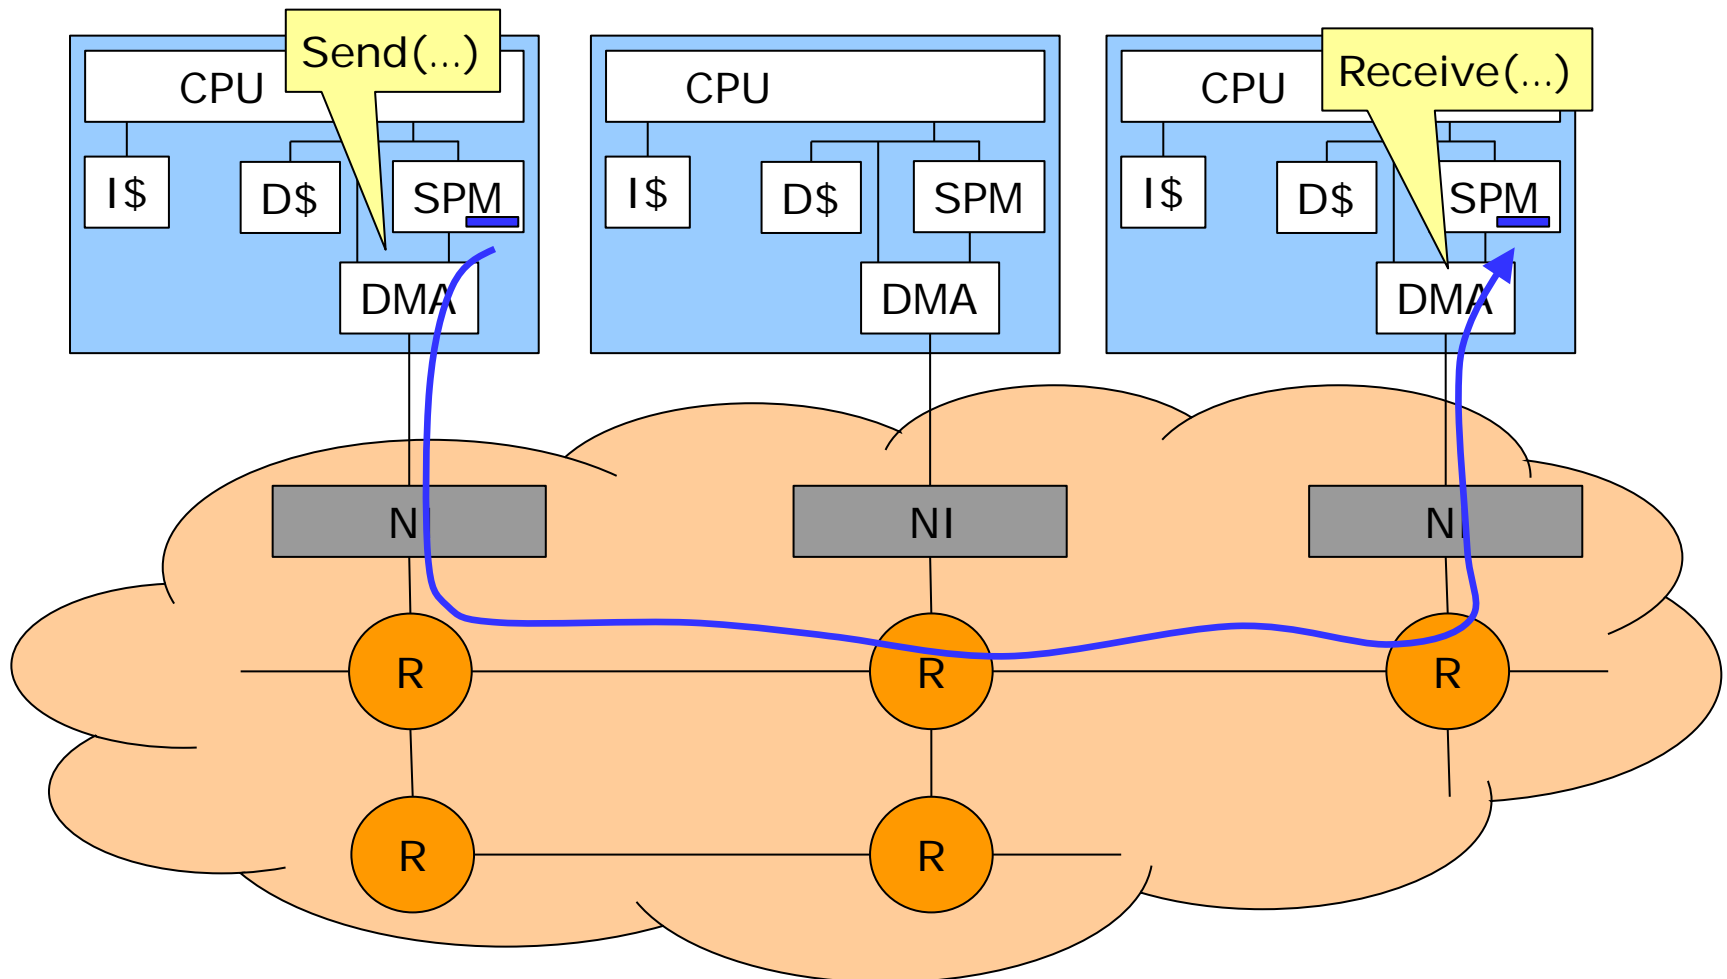 Send(...)
Receive(...)
CPU
CPU
CPU
I$
D$
SPM
I$
D$
SPM
I$
D$
SPM
DMA
DMA
DMA
NI
NI
NI
R
R
R
R
R